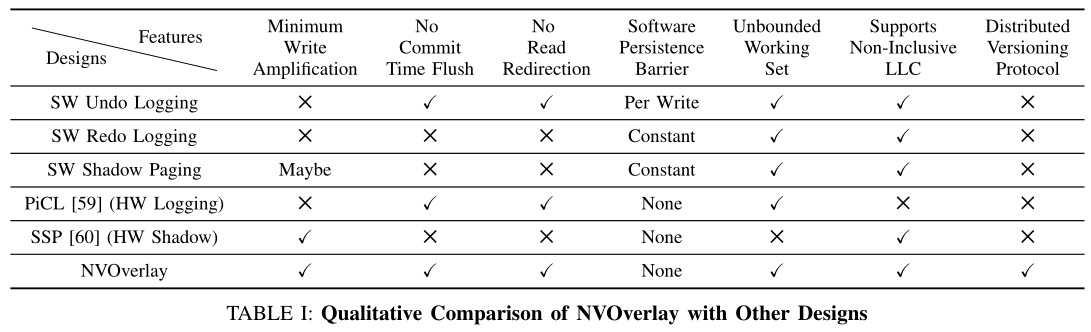 Features Designs | Minimum Write Amplification | No Commit Time Flush | No Read Redirection | Software Persistence Barrier | Unbounded Working Set | Supports Non-Inclusive LLC | Distributed Versioning Protocol
SW Undo Logging ✕ ✓ ✓ Per Write ✓ ✓ ✕
SW Redo Logging ✕ ✕ ✕ Constant ✓ ✓ ✕
SW Shadow Paging Maybe ✕ ✕ Constant ✓ ✓ ✕
PiCL [59] (HW Logging) ✕ ✓ ✓ None ✓ ✕ ✕
SSP [60] (HW Shadow) ✓ ✕ ✕ None ✕ ✓ ✕
NVOverlay ✓ ✓ ✓ None ✓ ✓ ✓
TABLE I: Qualitative Comparison of NVOverlay with Other Designs